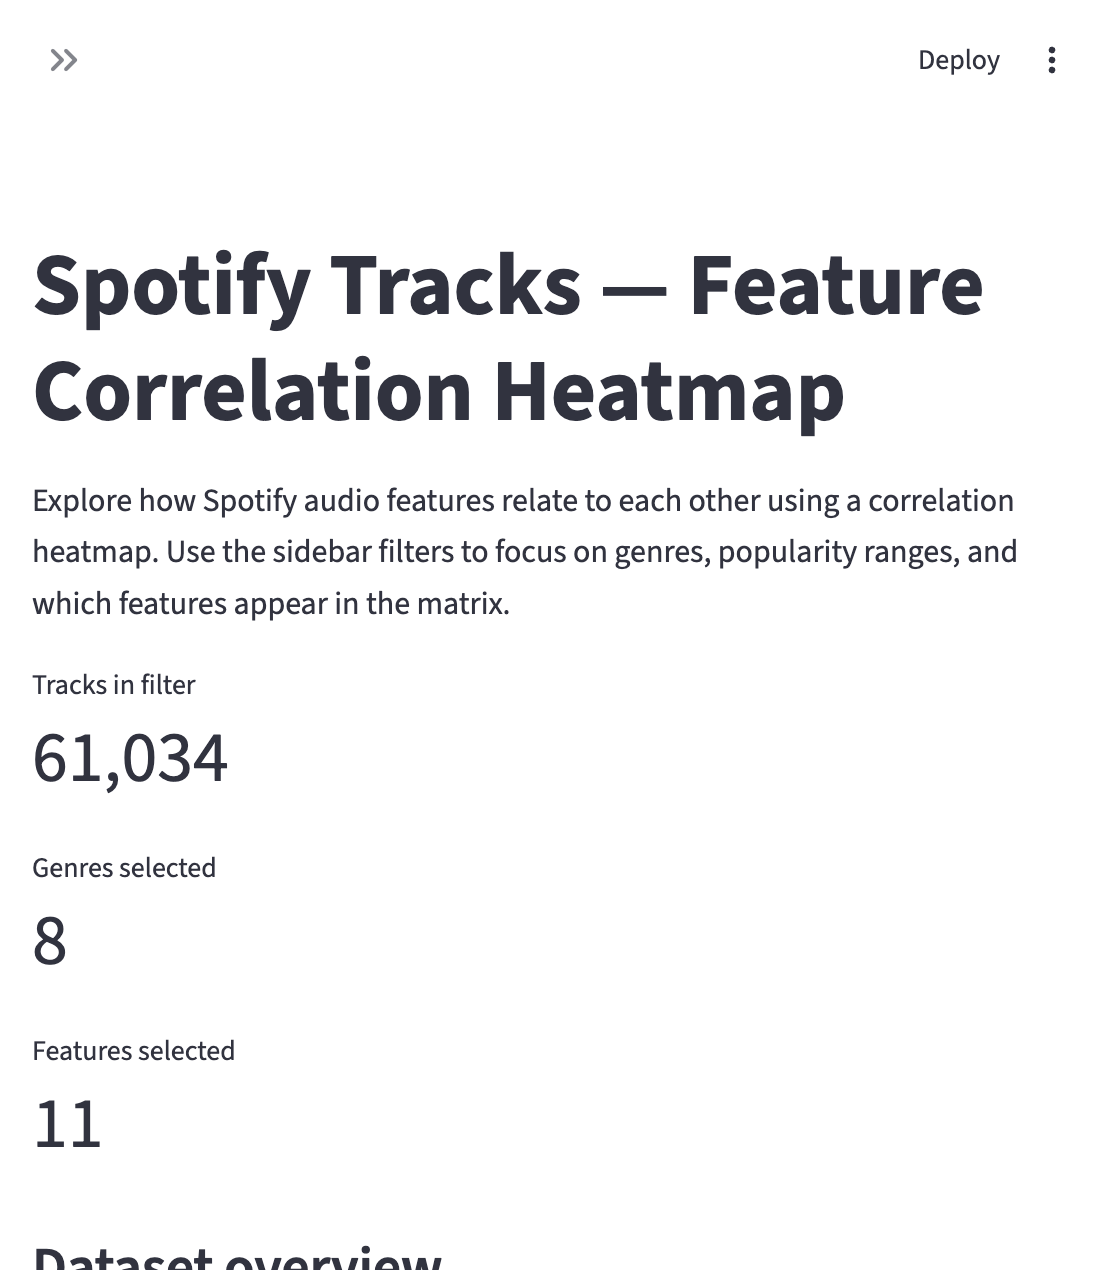 Deploy
Spotify Tracks — Feature
Correlation Heatmap
Explore how Spotify audio features relate to each other using a correlation
heatmap. Use the sidebar filters to focus on genres, popularity ranges, and
which features appear in the matrix.
Tracks in filter
61,034
Genres selected
8
Features selected
11
Dataset overview